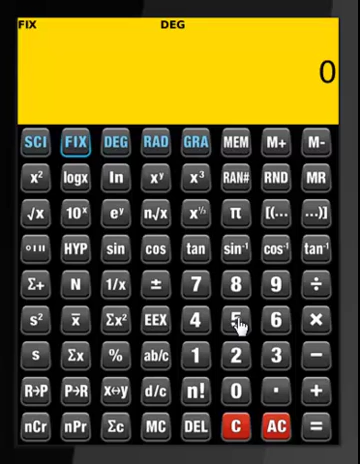 FIX DEG
0
SCI FIX DEG RAD GRA MEM M+ M-
x² logx ln xʸ x³ RAN# RND MR
√x 10ˣ eʸ n√x x⅓ π [(... ...)]
o ı ıı HYP sin cos tan sin⁻¹ cos⁻¹ tan⁻¹
Σ+ N 1/x ± 7 8 9 ÷
s² x̅ Σx² EEX 4 5 6 ×
s Σx % ab/c 1 2 3 −
R→P P→R x↔y d/c n! 0 · +
nCr nPr Σc MC DEL C AC =